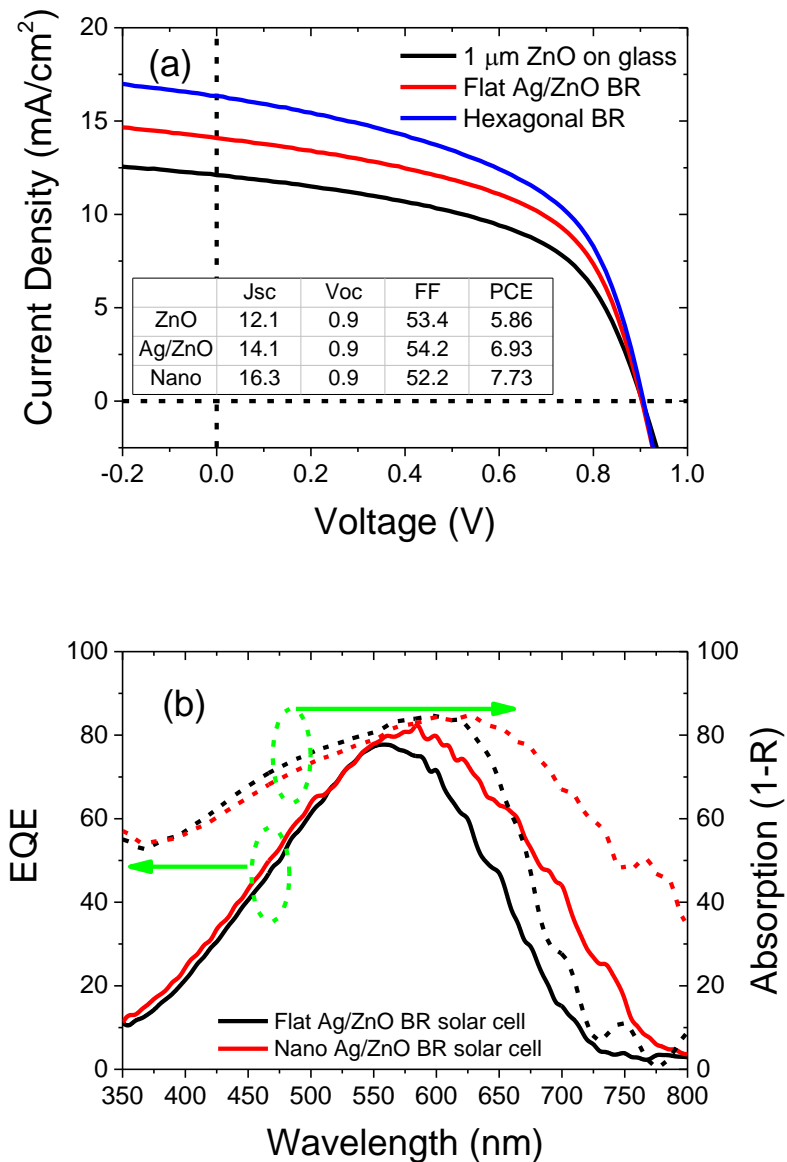 Current Density (mA/cm²)
20
15
10
5
0
(a)
1 μm ZnO on glass
Flat Ag/ZnO BR
Hexagonal BR
Jsc Voc FF PCE
ZnO 12.1 0.9 53.4 5.86
Ag/ZnO 14.1 0.9 54.2 6.93
Nano 16.3 0.9 52.2 7.73
-0.2 0.0 0.2 0.4 0.6 0.8 1.0
Voltage (V)
EQE
100
80
60
40
20
0
(b)
Flat Ag/ZnO BR solar cell
Nano Ag/ZnO BR solar cell
100
80
60
40
20
0
Absorption (1-R)
350 400 450 500 550 600 650 700 750 800
Wavelength (nm)